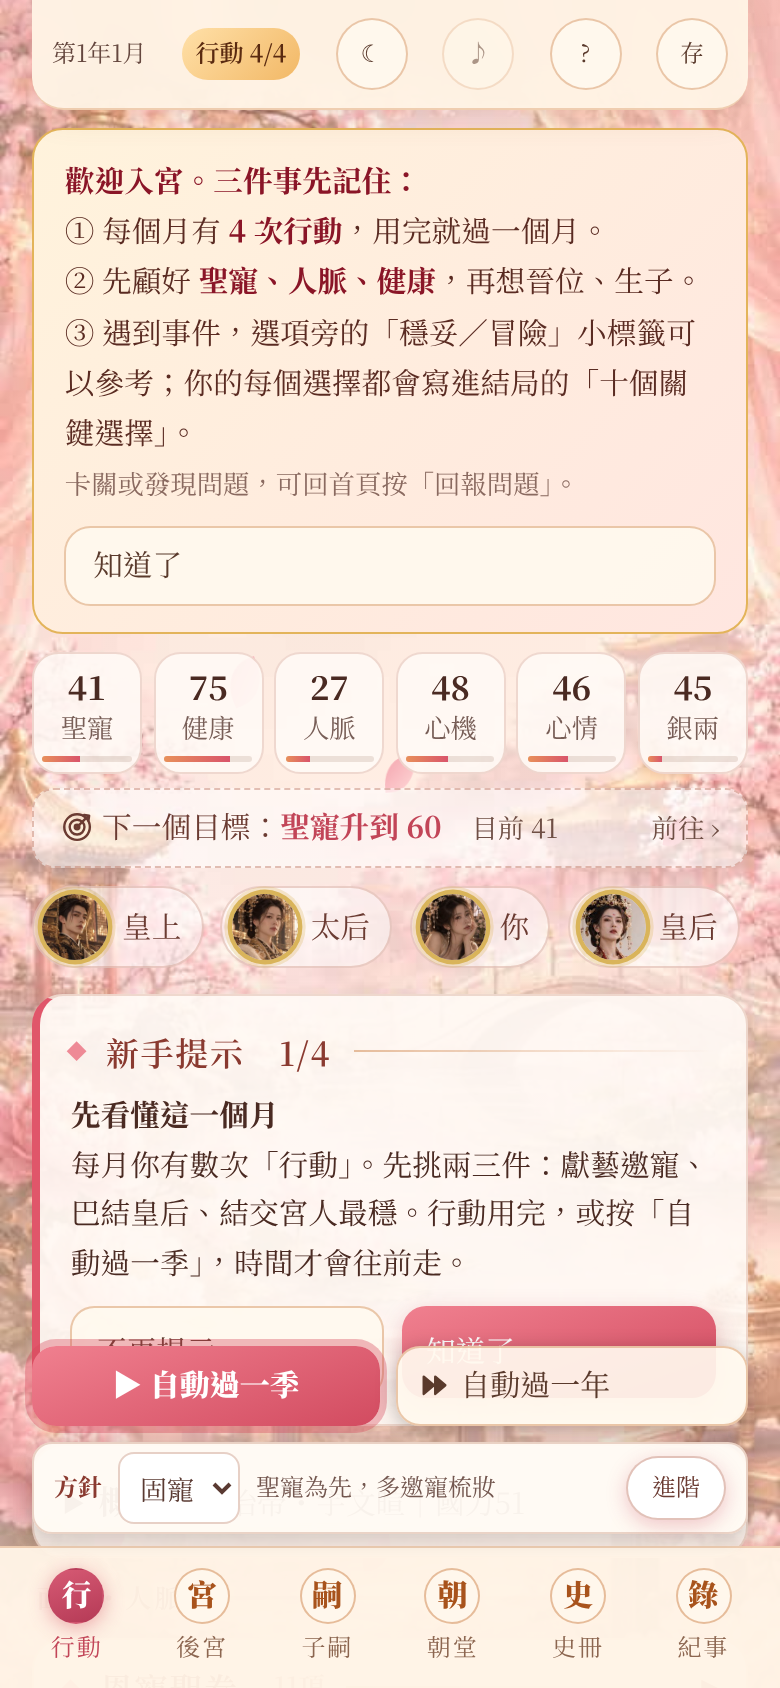 第1年1月 行動 4/4 ☾ ♪ ? 存
歡迎入宮。三件事先記住：
① 每個月有 4 次行動，用完就過一個月。
② 先顧好 聖寵、人脈、健康，再想晉位、生子。
③ 遇到事件，選項旁的「穩妥／冒險」小標籤可
以參考；你的每個選擇都會寫進結局的「十個關
鍵選擇」。
卡關或發現問題，可回首頁按「回報問題」。
知道了
41 75 27 48 46 45
聖寵 健康 人脈 心機 心情 銀兩
下一個目標：聖寵升到 60 目前 41 前往 ›
皇上 太后 你 皇后
新手提示 1/4
先看懂這一個月
每月你有數次「行動」。先挑兩三件：獻藝邀寵、
巴結皇后、結交宮人最穩。行動用完，或按「自
動過一季」，時間才會往前走。
不再提示 知道了
▶ 自動過一季 自動過一年
方針 固寵 聖寵為先，多邀寵梳妝 進階
行 宮 嗣 朝 史 錄
行動 後宮 子嗣 朝堂 史冊 紀事